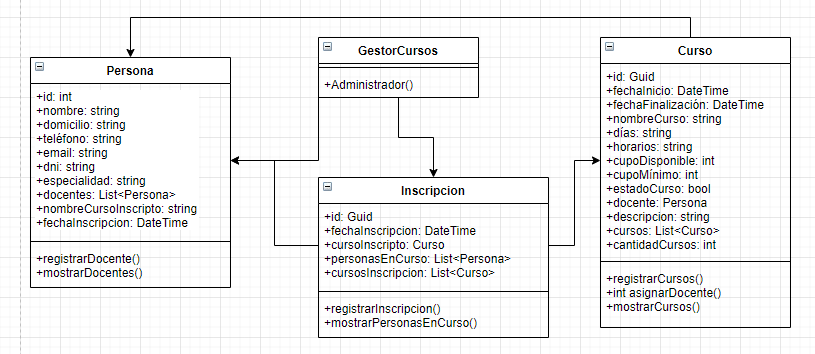 Persona
+id: int
+nombre: string
+domicilio: string
+teléfono: string
+email: string
+dni: string
+especialidad: string
+docentes: List<Persona>
+nombreCursoInscripto: string
+fechaInscripcion: DateTime
+registrarDocente()
+mostrarDocentes()
GestorCursos
+Administrador()
Inscripcion
+id: Guid
+fechaInscripcion: DateTime
+cursoInscripto: Curso
+personasEnCurso: List<Persona>
+cursosInscripcion: List<Curso>
+registrarInscripcion()
+mostrarPersonasEnCurso()
Curso
+id: Guid
+fechaInicio: DateTime
+fechaFinalización: DateTime
+nombreCurso: string
+días: string
+horarios: string
+cupoDisponible: int
+cupoMínimo: int
+estadoCurso: bool
+docente: Persona
+descripcion: string
+cursos: List<Curso>
+cantidadCursos: int
+registrarCursos()
+int asignarDocente()
+mostrarCursos()